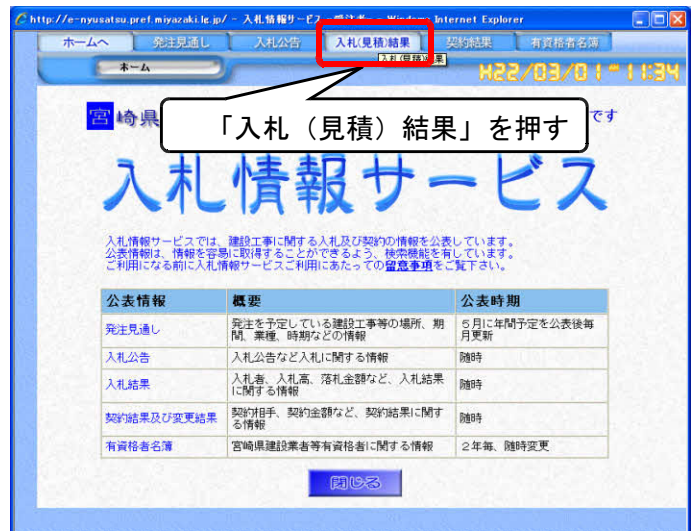 http://e-nyusatsu.pref.miyazaki.lg.jp/ - 入札情報サービス - 受注者 - Windows Internet Explorer
ホームへ 発注見通し 入札公告 入札(見積)結果 契約結果 有資格者名簿
入札(見積)結果
ホーム H22/03/01 - 11:34
宮崎県 です
「入札（見積）結果」を押す
入札情報サービス
入札情報サービスでは、建設工事に関する入札及び契約の情報を公表しています。
公表情報は、情報を容易に取得することができるよう、検索機能を有しています。
ご利用になる前に入札情報サービスご利用にあたっての留意事項をご覧下さい。
公表情報 概要 公表時期
発注見通し 発注を予定している建設工事等の場所、期間、業種、時期などの情報 5月に年間予定を公表後毎月更新
入札公告 入札公告など入札に関する情報 随時
入札結果 入札者、入札高、落札金額など、入札結果に関する情報 随時
契約結果及び変更結果 契約相手、契約金額など、契約結果に関する情報 随時
有資格者名簿 宮崎県建設業者等有資格者に関する情報 2年毎、随時変更
閉じる